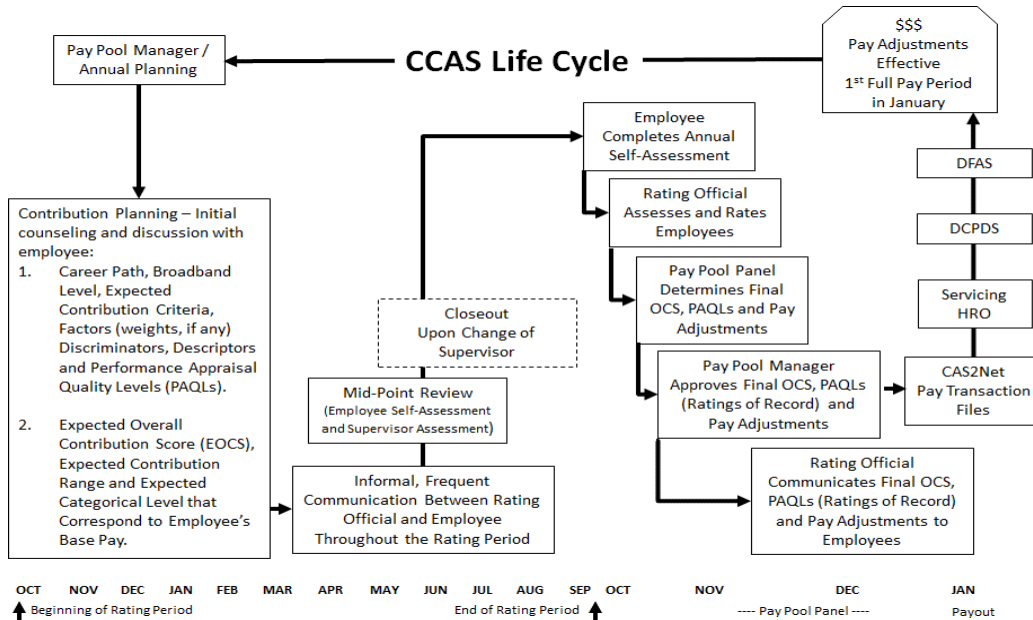 CCAS Life Cycle
Pay Pool Manager /
Annual Planning
$$$
Pay Adjustments
Effective
1st Full Pay Period
in January
Contribution Planning – Initial
counseling and discussion with
employee:
1. Career Path, Broadband
Level, Expected
Contribution Criteria,
Factors (weights, if any)
Discriminators, Descriptors
and Performance Appraisal
Quality Levels (PAQLs).
2. Expected Overall
Contribution Score (EOCS),
Expected Contribution
Range and Expected
Categorical Level that
Correspond to Employee’s
Base Pay.
Informal, Frequent
Communication Between Rating
Official and Employee
Throughout the Rating Period
Mid-Point Review
(Employee Self-Assessment
and Supervisor Assessment)
Closeout
Upon Change of
Supervisor
Employee
Completes Annual
Self-Assessment
Rating Official
Assesses and Rates
Employees
Pay Pool Panel
Determines Final
OCS, PAQLs and Pay
Adjustments
Pay Pool Manager
Approves Final OCS, PAQLs
(Ratings of Record) and
Pay Adjustments
Rating Official
Communicates Final OCS,
PAQLs (Ratings of Record)
and Pay Adjustments to
Employees
CAS2Net
Pay Transaction
Files
Servicing
HRO
DCPDS
DFAS
OCT NOV DEC JAN FEB MAR APR MAY JUN JUL AUG SEP OCT NOV DEC JAN
Beginning of Rating Period End of Rating Period ---- Pay Pool Panel ---- Payout